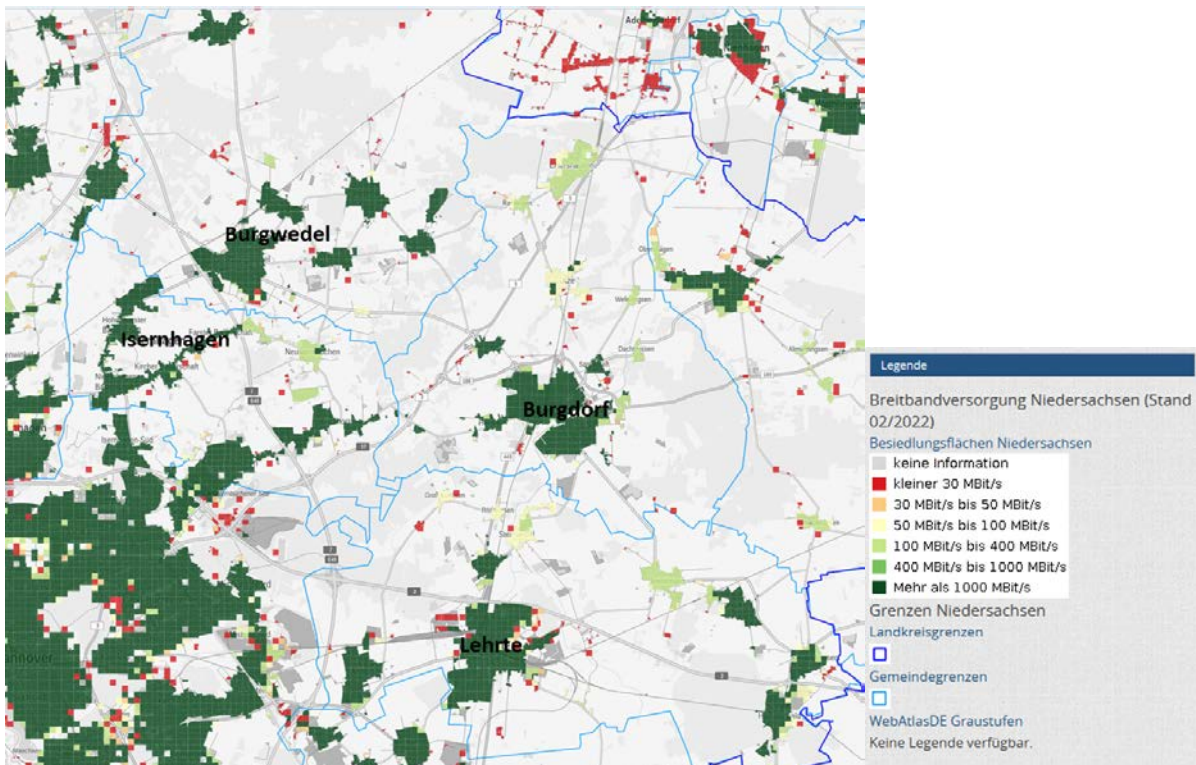 Burgwedel
Isernhagen
Burgdorf
Lehrte
Legende
Breitbandversorgung Niedersachsen (Stand
02/2022)
Besiedlungsflächen Niedersachsen
keine Information
kleiner 30 MBit/s
30 MBit/s bis 50 MBit/s
50 MBit/s bis 100 MBit/s
100 MBit/s bis 400 MBit/s
400 MBit/s bis 1000 MBit/s
Mehr als 1000 MBit/s
Grenzen Niedersachsen
Landkreisgrenzen
Gemeindegrenzen
WebAtlasDE Graustufen
Keine Legende verfügbar.